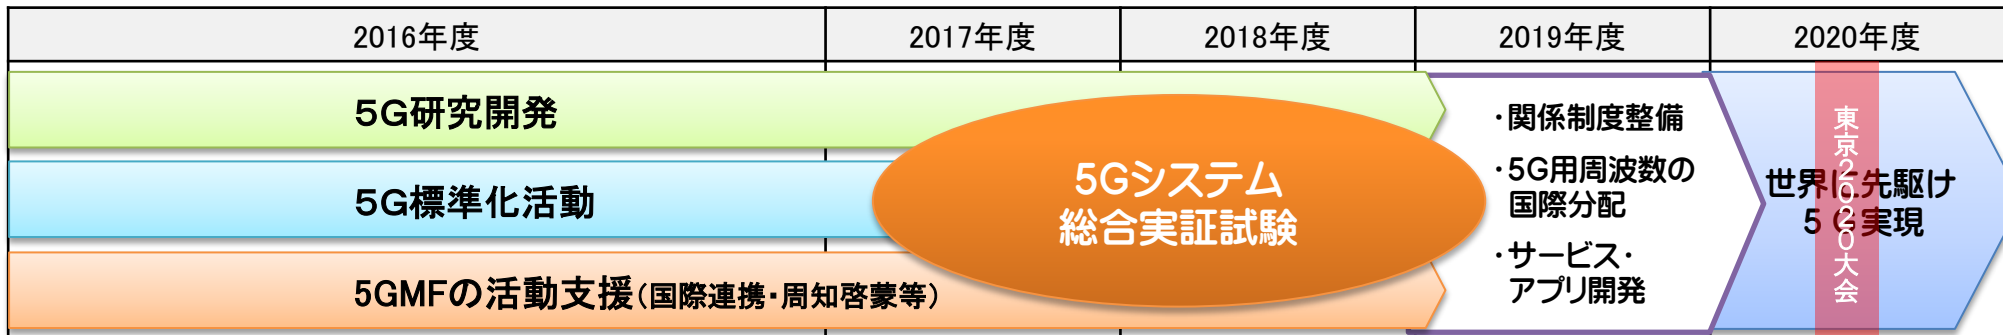 2016年度 2017年度 2018年度 2019年度 2020年度
5G研究開発
5G標準化活動
5GMFの活動支援(国際連携・周知啓蒙等)
5Gシステム
総合実証試験
・関係制度整備
・5G用周波数の
国際分配
・サービス・
アプリ開発
世界に先駆け
5G実現
東京2020大会